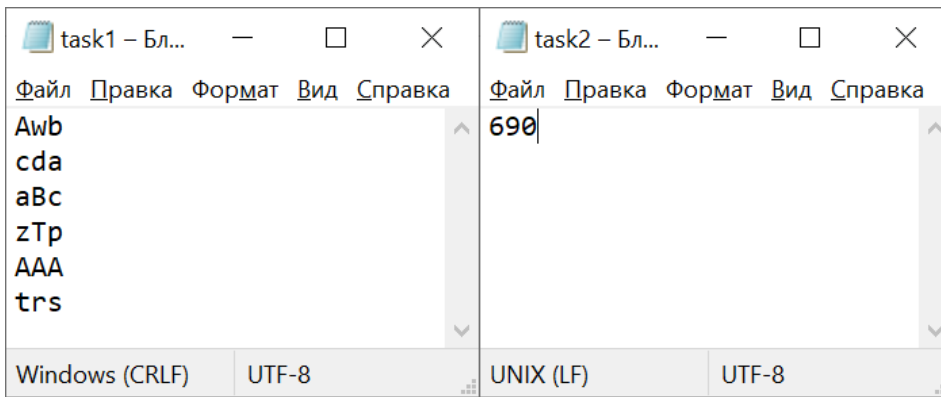 task1 – Бл...
Файл Правка Формат Вид Справка
Awb
cda
aBc
zTp
AAA
trs
Windows (CRLF) UTF-8
task2 – Бл...
Файл Правка Формат Вид Справка
690
UNIX (LF) UTF-8